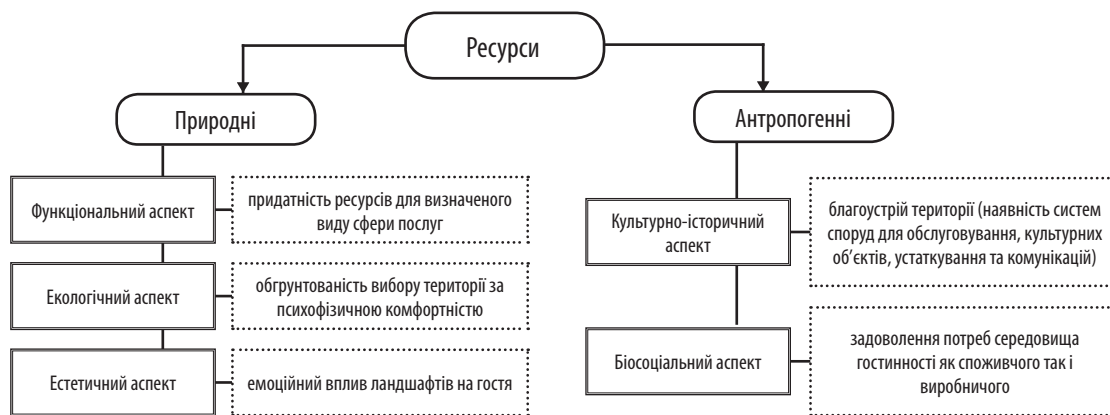 Ресурси
Природні
Антропогенні
Функціональний аспект
придатність ресурсів для визначеного
виду сфери послуг
Екологічний аспект
обгрунтованість вибору території за
психофізичною комфортністю
Естетичний аспект
емоційний вплив ландшафтів на гостя
Культурно-історичний
аспект
благоустрій території (наявність систем
споруд для обслуговування, культурних
об’єктів, устаткування та комунікацій)
Біосоціальний аспект
задоволення потреб середовища
гостинності як споживчого так і
виробничого